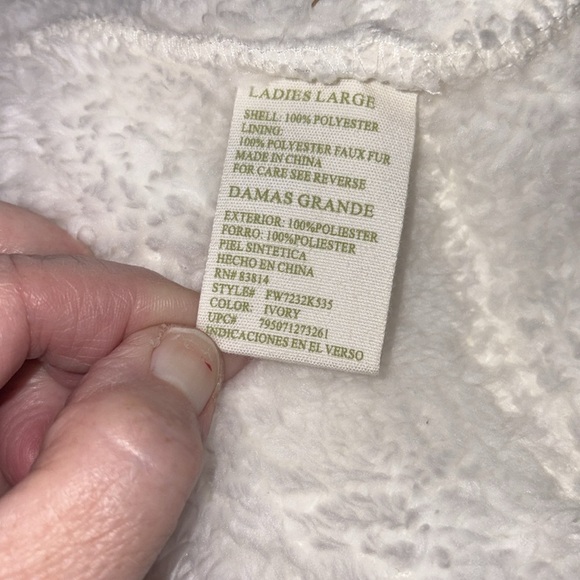 LADIES LARGE
SHELL: 100% POLYESTER
LINING:
100% POLYESTER FAUX FUR
MADE IN CHINA
FOR CARE SEE REVERSE
DAMAS GRANDE
EXTERIOR: 100%POLIESTER
FORRO: 100%POLIESTER
PIEL SINTETICA
HECHO EN CHINA
RN# 83814
STYLE# FW7232K535
COLOR: IVORY
UPC# 795071273261
INDICACIONES EN EL VERSO